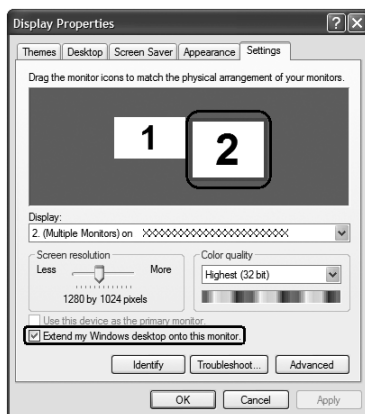 Display Properties
Themes Desktop Screen Saver Appearance Settings
Drag the monitor icons to match the physical arrangement of your monitors.
1 2
Display:
2. (Multiple Monitors) on XXXXXXXXXXXXXXXXXXXXXX
Screen resolution Color quality
Less More Highest (32 bit)
1280 by 1024 pixels
Use this device as the primary monitor.
Extend my Windows desktop onto this monitor.
Identify Troubleshoot... Advanced
OK Cancel Apply